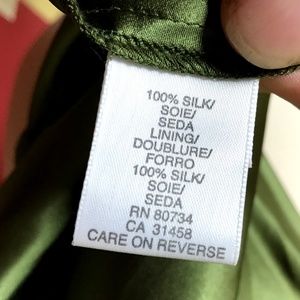 100% SILK/
SOIE/
SEDA
LINING/
DOUBLURE/
FORRO
100% SILK/
SOIE/
SEDA
RN 80734
CA 31458
CARE ON REVERSE